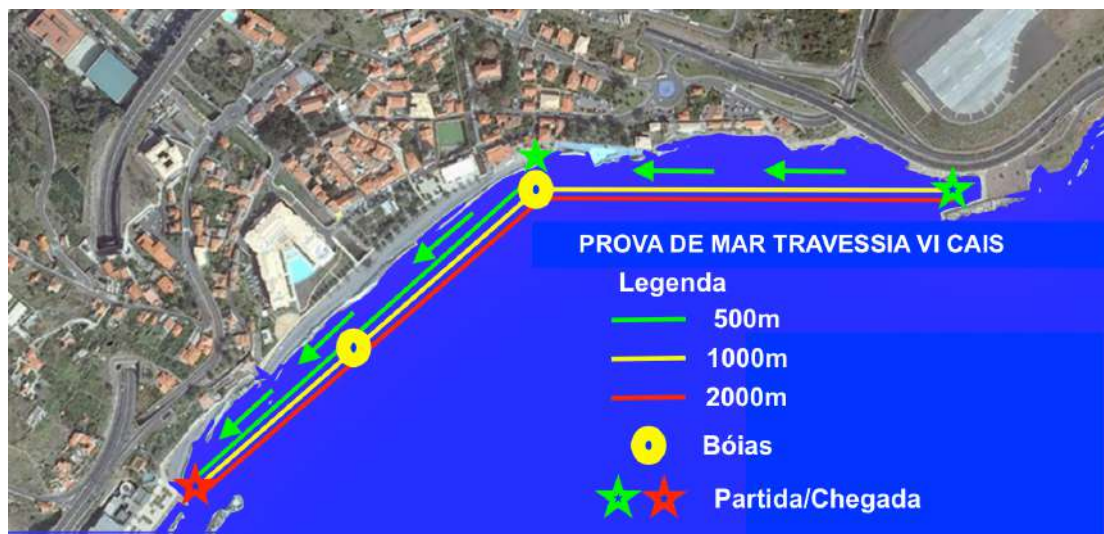 PROVA DE MAR TRAVESSIA VI CAIS
Legenda
500m
1000m
2000m
Bóias
Partida/Chegada